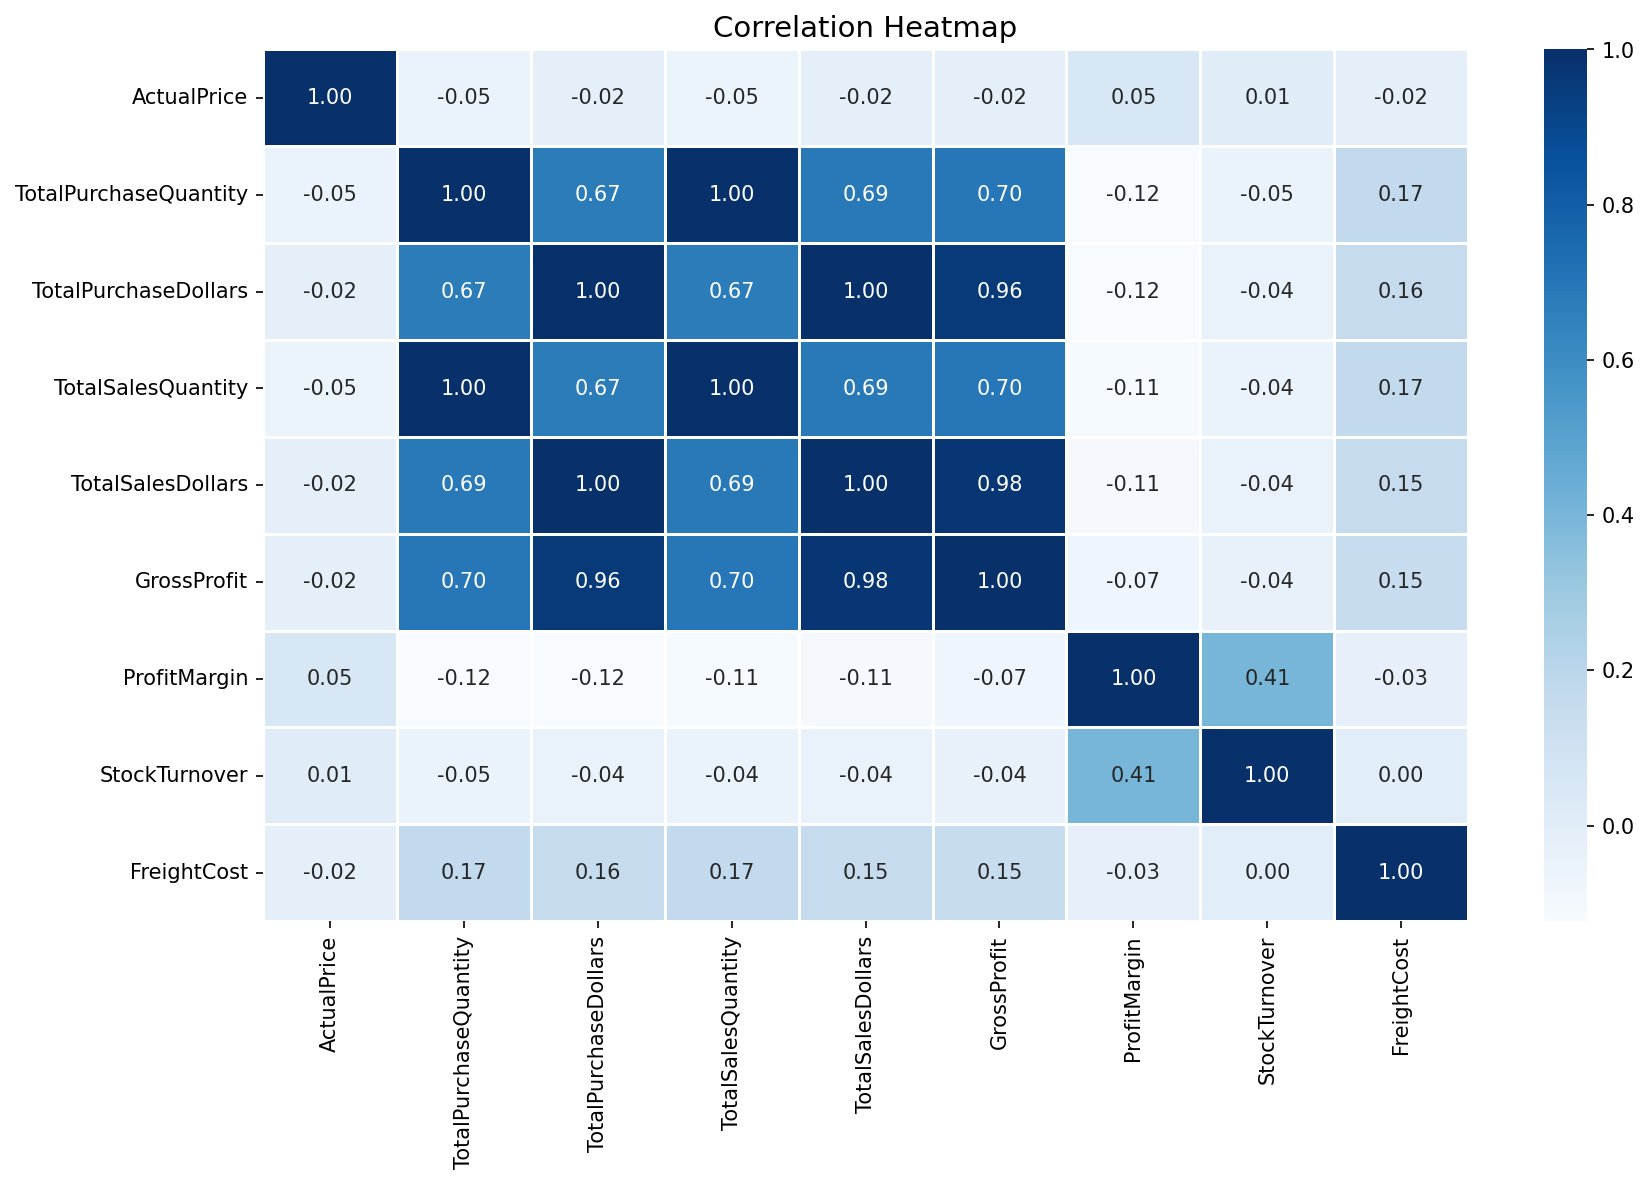 Correlation Heatmap
ActualPrice 1.00 -0.05 -0.02 -0.05 -0.02 -0.02 0.05 0.01 -0.02
TotalPurchaseQuantity -0.05 1.00 0.67 1.00 0.69 0.70 -0.12 -0.05 0.17
TotalPurchaseDollars -0.02 0.67 1.00 0.67 1.00 0.96 -0.12 -0.04 0.16
TotalSalesQuantity -0.05 1.00 0.67 1.00 0.69 0.70 -0.11 -0.04 0.17
TotalSalesDollars -0.02 0.69 1.00 0.69 1.00 0.98 -0.11 -0.04 0.15
GrossProfit -0.02 0.70 0.96 0.70 0.98 1.00 -0.07 -0.04 0.15
ProfitMargin 0.05 -0.12 -0.12 -0.11 -0.11 -0.07 1.00 0.41 -0.03
StockTurnover 0.01 -0.05 -0.04 -0.04 -0.04 -0.04 0.41 1.00 0.00
FreightCost -0.02 0.17 0.16 0.17 0.15 0.15 -0.03 0.00 1.00
ActualPrice
TotalPurchaseQuantity
TotalPurchaseDollars
TotalSalesQuantity
TotalSalesDollars
GrossProfit
ProfitMargin
StockTurnover
FreightCost
1.0
0.8
0.6
0.4
0.2
0.0